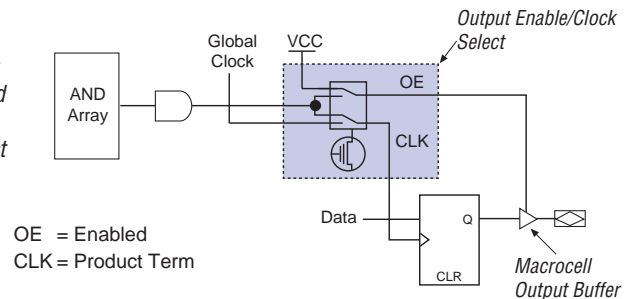 Output Enable/Clock
Select
Global
Clock
VCC
d
AND
Array
OE
CLK
Data
Q
CLR
OE = Enabled
CLK = Product Term
Macrocell
Output Buffer